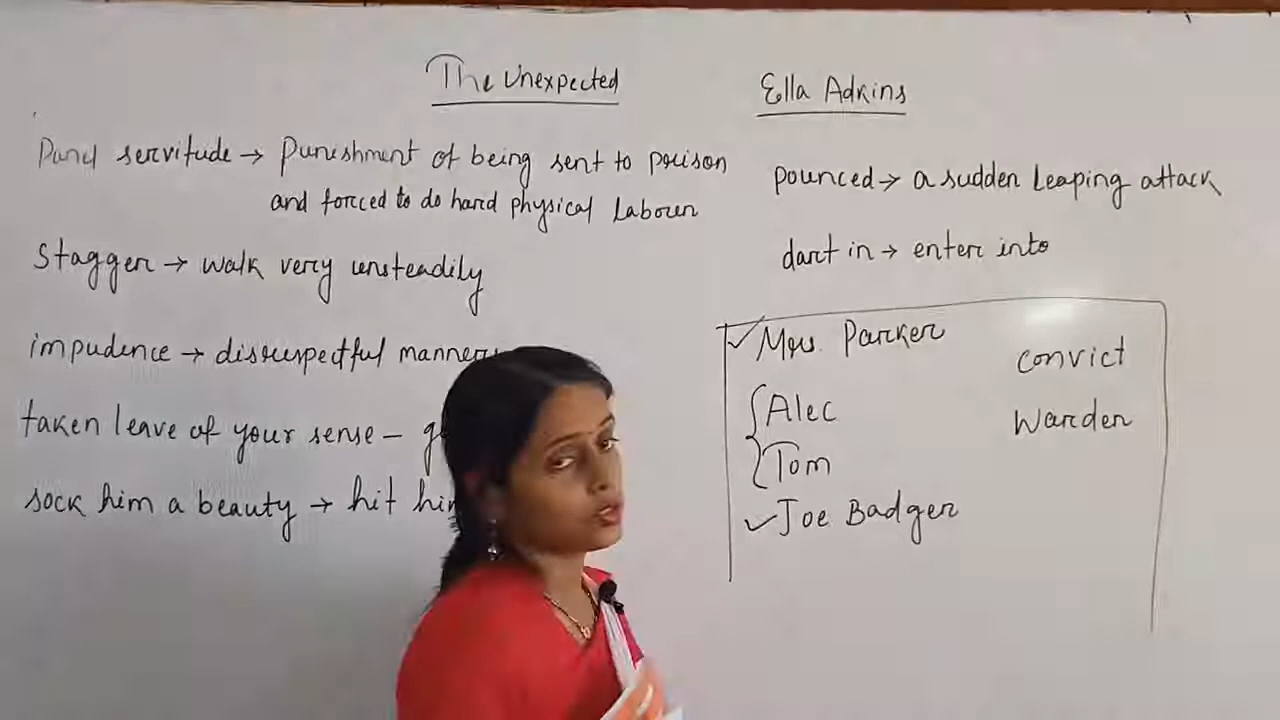 The Unexpected
Ella Adkins
servitude → Punishment of being sent to prison
and forced to do hard physical Labour
Stagger → walk very unsteadily
impudence → disrespectful manner
taken leave of your sense –
sock him a beauty → hit him
pounced → a sudden leaping attack
dart in → enter into
✓ Mrs. Parker
Alec
Tom
✓ Joe Badger
convict
Warden